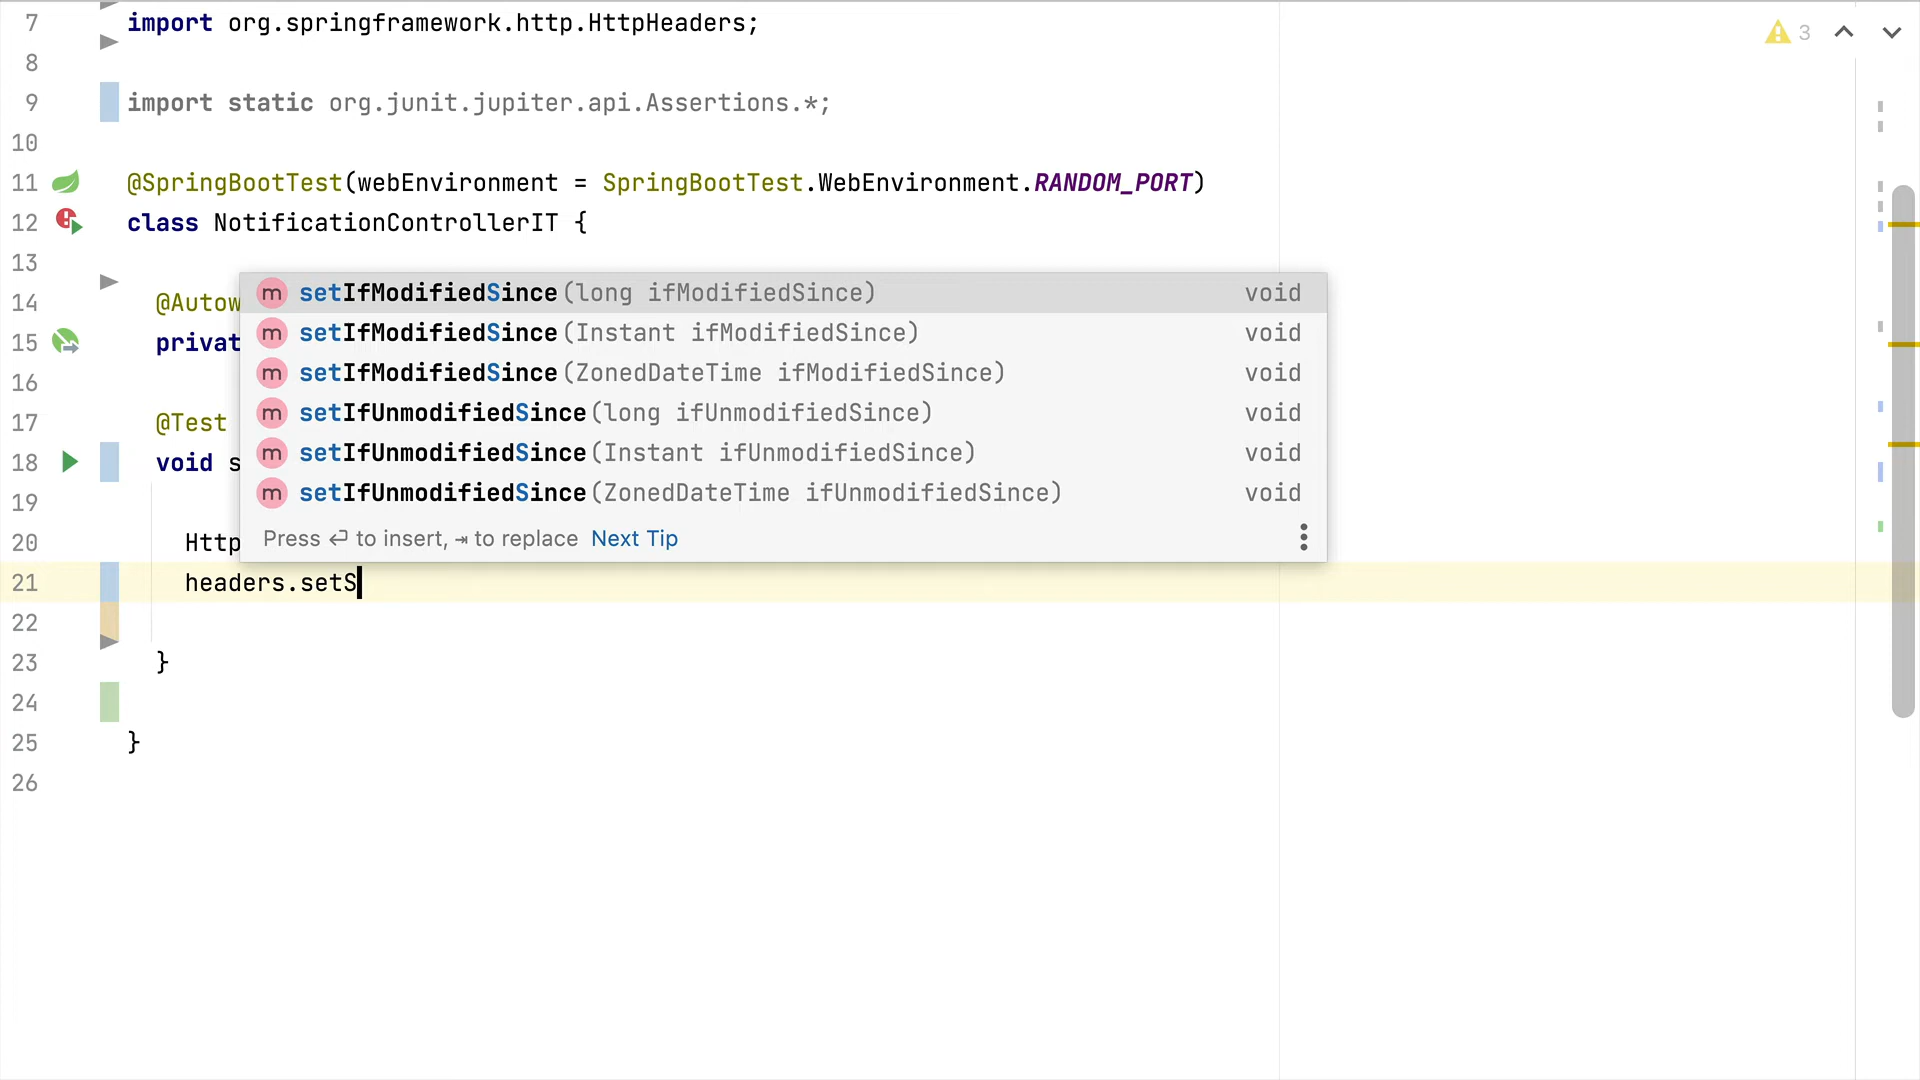 7 import org.springframework.http.HttpHeaders;
8
9 import static org.junit.jupiter.api.Assertions.*;
10
11 @SpringBootTest(webEnvironment = SpringBootTest.WebEnvironment.RANDOM_PORT)
12 class NotificationControllerIT {
13
14 @Autow
15 privat
16
17 @Test
18 void s
19
20 Http
21 headers.setS
22
23 }
24
25 }
26
3
m setIfModifiedSince(long ifModifiedSince) void
m setIfModifiedSince(Instant ifModifiedSince) void
m setIfModifiedSince(ZonedDateTime ifModifiedSince) void
m setIfUnmodifiedSince(long ifUnmodifiedSince) void
m setIfUnmodifiedSince(Instant ifUnmodifiedSince) void
m setIfUnmodifiedSince(ZonedDateTime ifUnmodifiedSince) void
Press ⏎ to insert, ⇥ to replace Next Tip